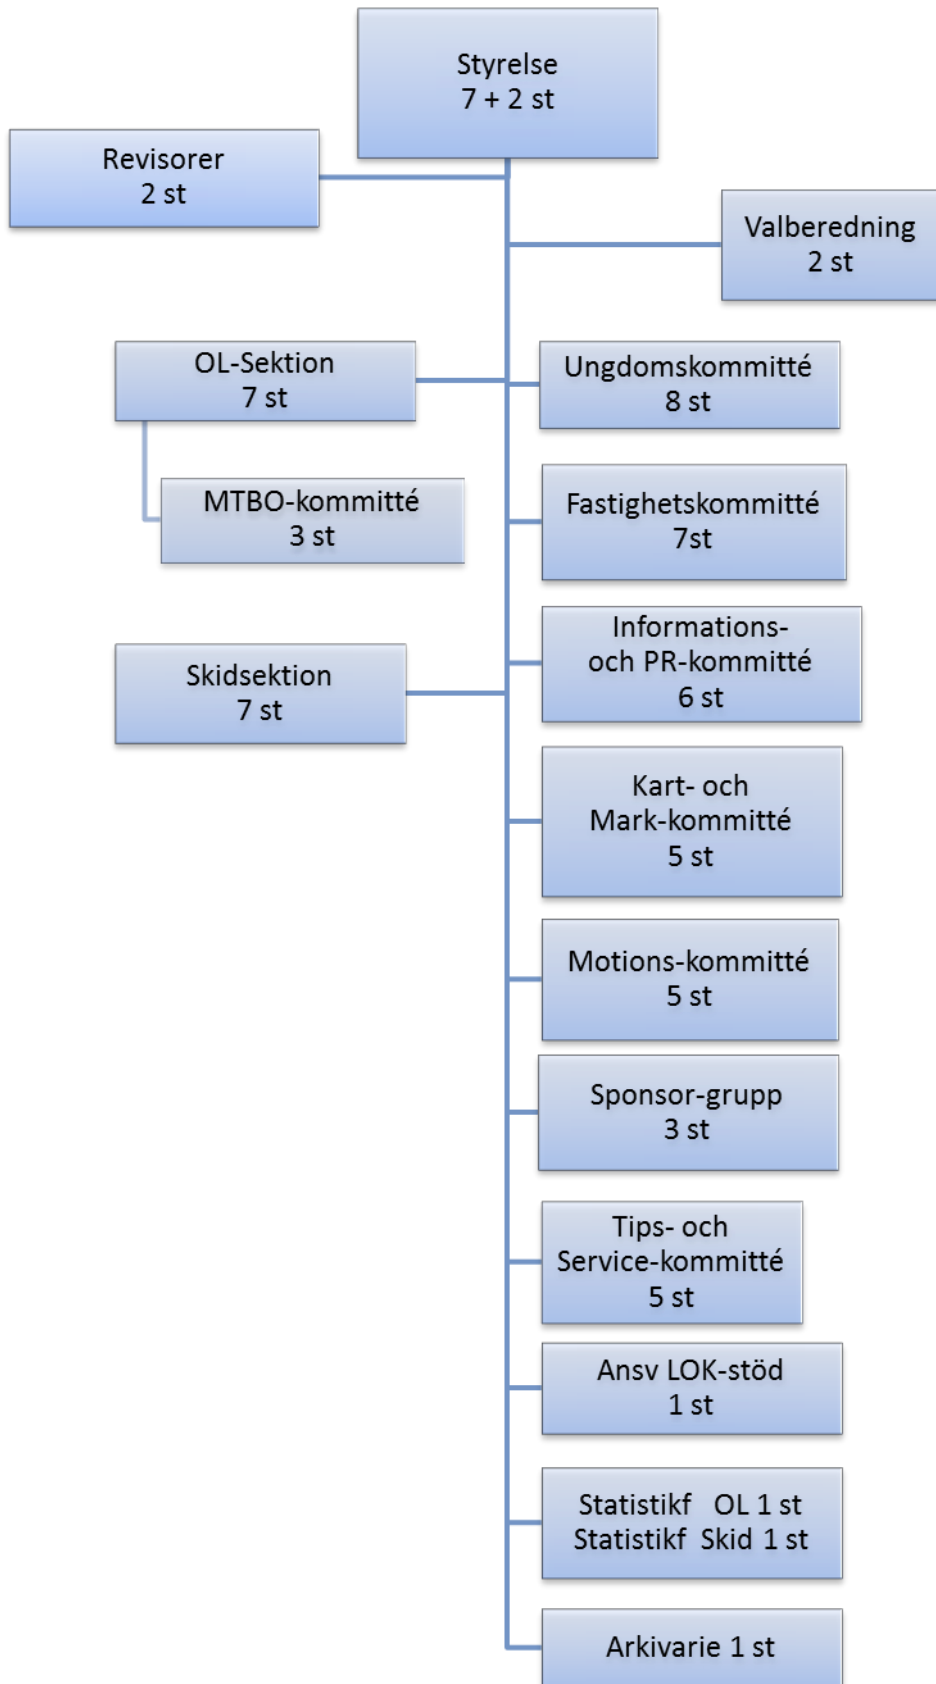 Styrelse
7 + 2 st
Revisorer
2 st
Valberedning
2 st
OL-Sektion
7 st
Ungdomskommitté
8 st
MTBO-kommitté
3 st
Fastighetskommitté
7st
Informations-
och PR-kommitté
6 st
Skidsektion
7 st
Kart- och
Mark-kommitté
5 st
Motions-kommitté
5 st
Sponsor-grupp
3 st
Tips- och
Service-kommitté
5 st
Ansv LOK-stöd
1 st
Statistikf OL 1 st
Statistikf Skid 1 st
Arkivarie 1 st